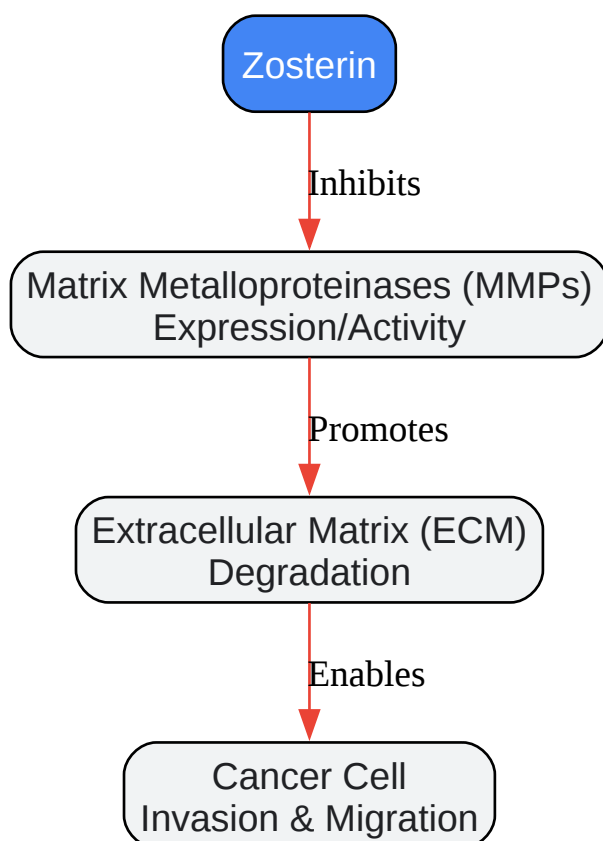 Zosterin
Inhibits
Matrix Metalloproteinases (MMPs)
Expression/Activity
Promotes
Extracellular Matrix (ECM)
Degradation
Enables
Cancer Cell
Invasion & Migration